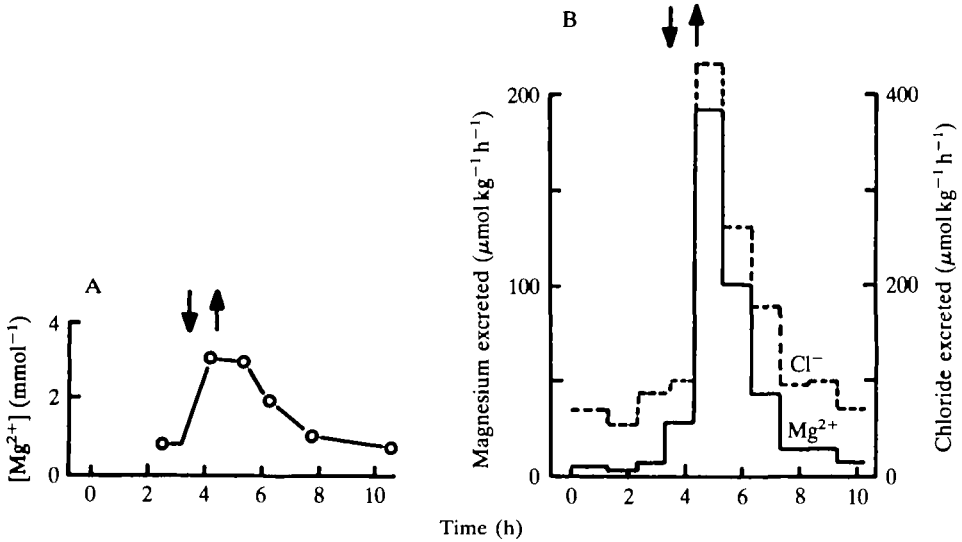 A
[Mg2+] (mmol−1)
4
2
0
0 2 4 6 8 10
B
Magnesium excreted (μmol kg−1 h−1)
200
100
0
Cl−
Mg2+
400
200
0
Chloride excreted (μmol kg−1 h−1)
0 2 4 6 8 10
Time (h)